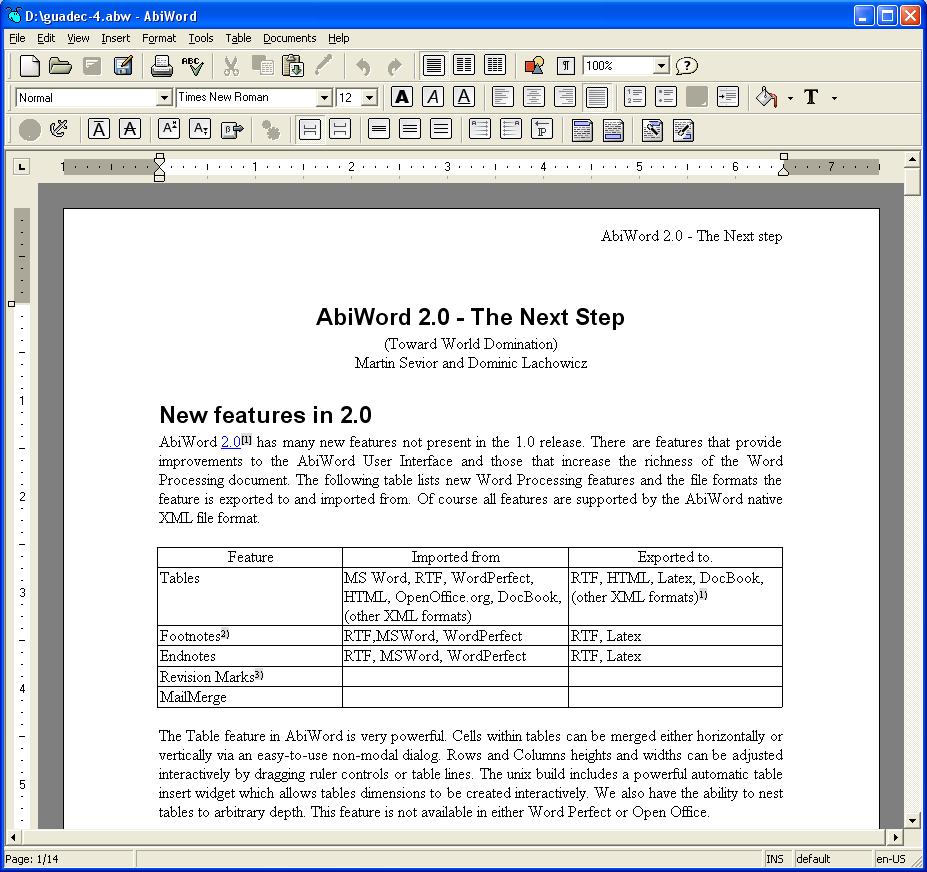 D:\guadec-4.abw - AbiWord
File Edit View Insert Format Tools Table Documents Help
ABC 100% ?
Normal Times New Roman 12 A A A T
1 1 2 3 4 5 6 7
AbiWord 2.0 - The Next step
AbiWord 2.0 - The Next Step
(Toward World Domination)
Martin Sevior and Dominic Lachowicz
New features in 2.0
AbiWord 2.0[1] has many new features not present in the 1.0 release. There are features that provide
improvements to the AbiWord User Interface and those that increase the richness of the Word
Processing document. The following table lists new Word Processing features and the file formats the
feature is exported to and imported from. Of course all features are supported by the AbiWord native
XML file format.
Feature Imported from Exported to.
Tables MS Word, RTF, WordPerfect, RTF, HTML, Latex, DocBook,
HTML, OpenOffice.org, DocBook, (other XML formats)1)
(other XML formats)
Footnotes2) RTF,MSWord, WordPerfect RTF, Latex
Endnotes RTF, MSWord, WordPerfect RTF, Latex
Revision Marks3)
MailMerge
The Table feature in AbiWord is very powerful. Cells within tables can be merged either horizontally or
vertically via an easy-to-use non-modal dialog. Rows and Columns heights and widths can be adjusted
interactively by dragging ruler controls or table lines. The unix build includes a powerful automatic table
insert widget which allows tables dimensions to be created interactively. We also have the ability to nest
tables to arbitrary depth. This feature is not available in either Word Perfect or Open Office.
1
2
3
4
5
Page: 1/14 INS default en-US